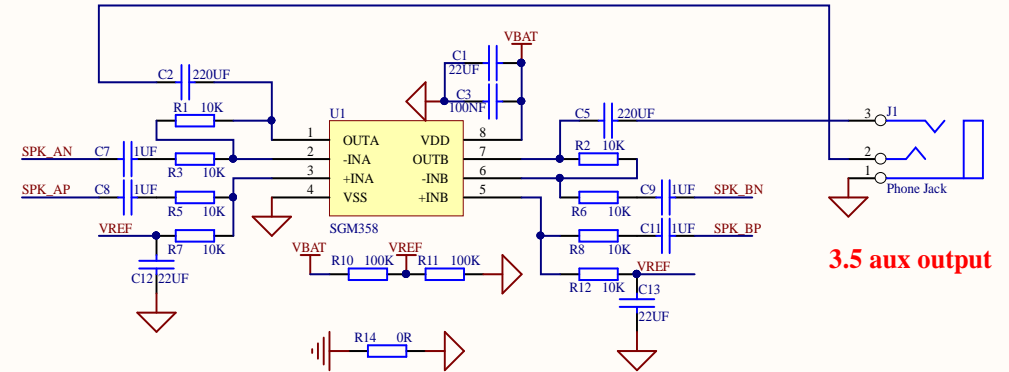 VBAT
C1
22UF
C2 220UF
C3
100NF
R1 10K
U1
C5 220UF
R2 10K
3 J1
1 OUTA VDD 8
2 -INA OUTB 7
3 +INA -INB 6
4 VSS +INB 5
SGM358
SPK_AN C7 1UF
R3 10K
SPK_AP C8 1UF
R5 10K
VREF
R7 10K
C12 22UF
2
1
Phone Jack
C9 1UF SPK_BN
R6 10K
C11 1UF SPK_BP
R8 10K
VREF
R12 10K
C13
22UF
VBAT VREF
R10 100K R11 100K
3.5 aux output
R14 0R